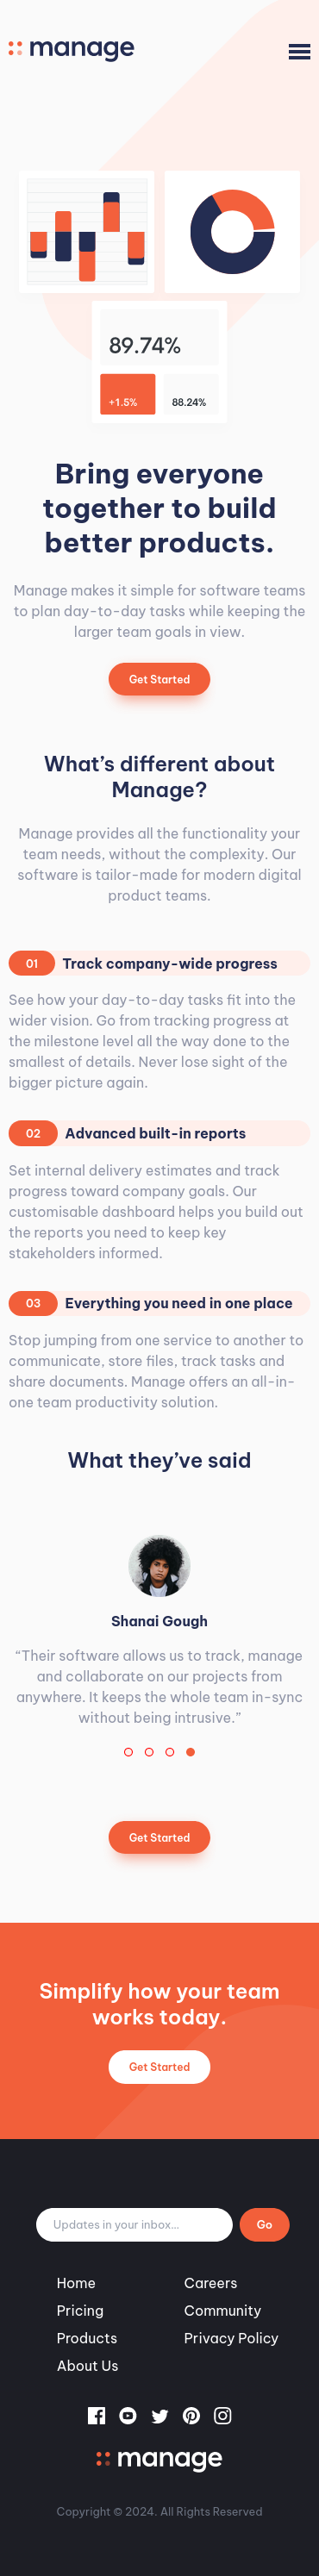 manage
89.74%
+1.5%
88.24%
Bring everyone
together to build
better products.
Manage makes it simple for software teams
to plan day-to-day tasks while keeping the
larger team goals in view.
Get Started
What’s different about
Manage?
Manage provides all the functionality your
team needs, without the complexity. Our
software is tailor-made for modern digital
product teams.
01 Track company-wide progress
See how your day-to-day tasks fit into the
wider vision. Go from tracking progress at
the milestone level all the way done to the
smallest of details. Never lose sight of the
bigger picture again.
02 Advanced built-in reports
Set internal delivery estimates and track
progress toward company goals. Our
customisable dashboard helps you build out
the reports you need to keep key
stakeholders informed.
03 Everything you need in one place
Stop jumping from one service to another to
communicate, store files, track tasks and
share documents. Manage offers an all-in-
one team productivity solution.
What they’ve said
Shanai Gough
“Their software allows us to track, manage
and collaborate on our projects from
anywhere. It keeps the whole team in-sync
without being intrusive.”
Get Started
Simplify how your team
works today.
Get Started
Updates in your inbox...
Go
Home
Pricing
Products
About Us
Careers
Community
Privacy Policy
manage
Copyright © 2024. All Rights Reserved